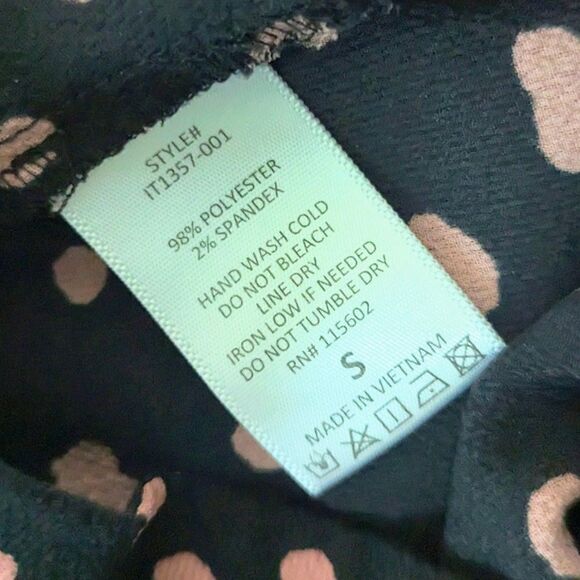 STYLE#
IT1357-001
98% POLYESTER
2% SPANDEX
HAND WASH COLD
DO NOT BLEACH
LINE DRY
IRON LOW IF NEEDED
DO NOT TUMBLE DRY
RN# 115602
S
MADE IN VIETNAM